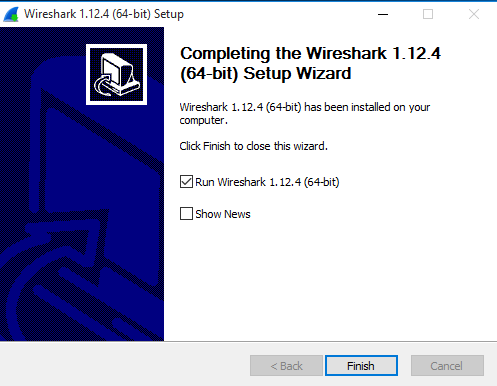 Wireshark 1.12.4 (64-bit) Setup
Completing the Wireshark 1.12.4
(64-bit) Setup Wizard
Wireshark 1.12.4 (64-bit) has been installed on your
computer.
Click Finish to close this wizard.
Run Wireshark 1.12.4 (64-bit)
Show News
< Back
Finish
Cancel